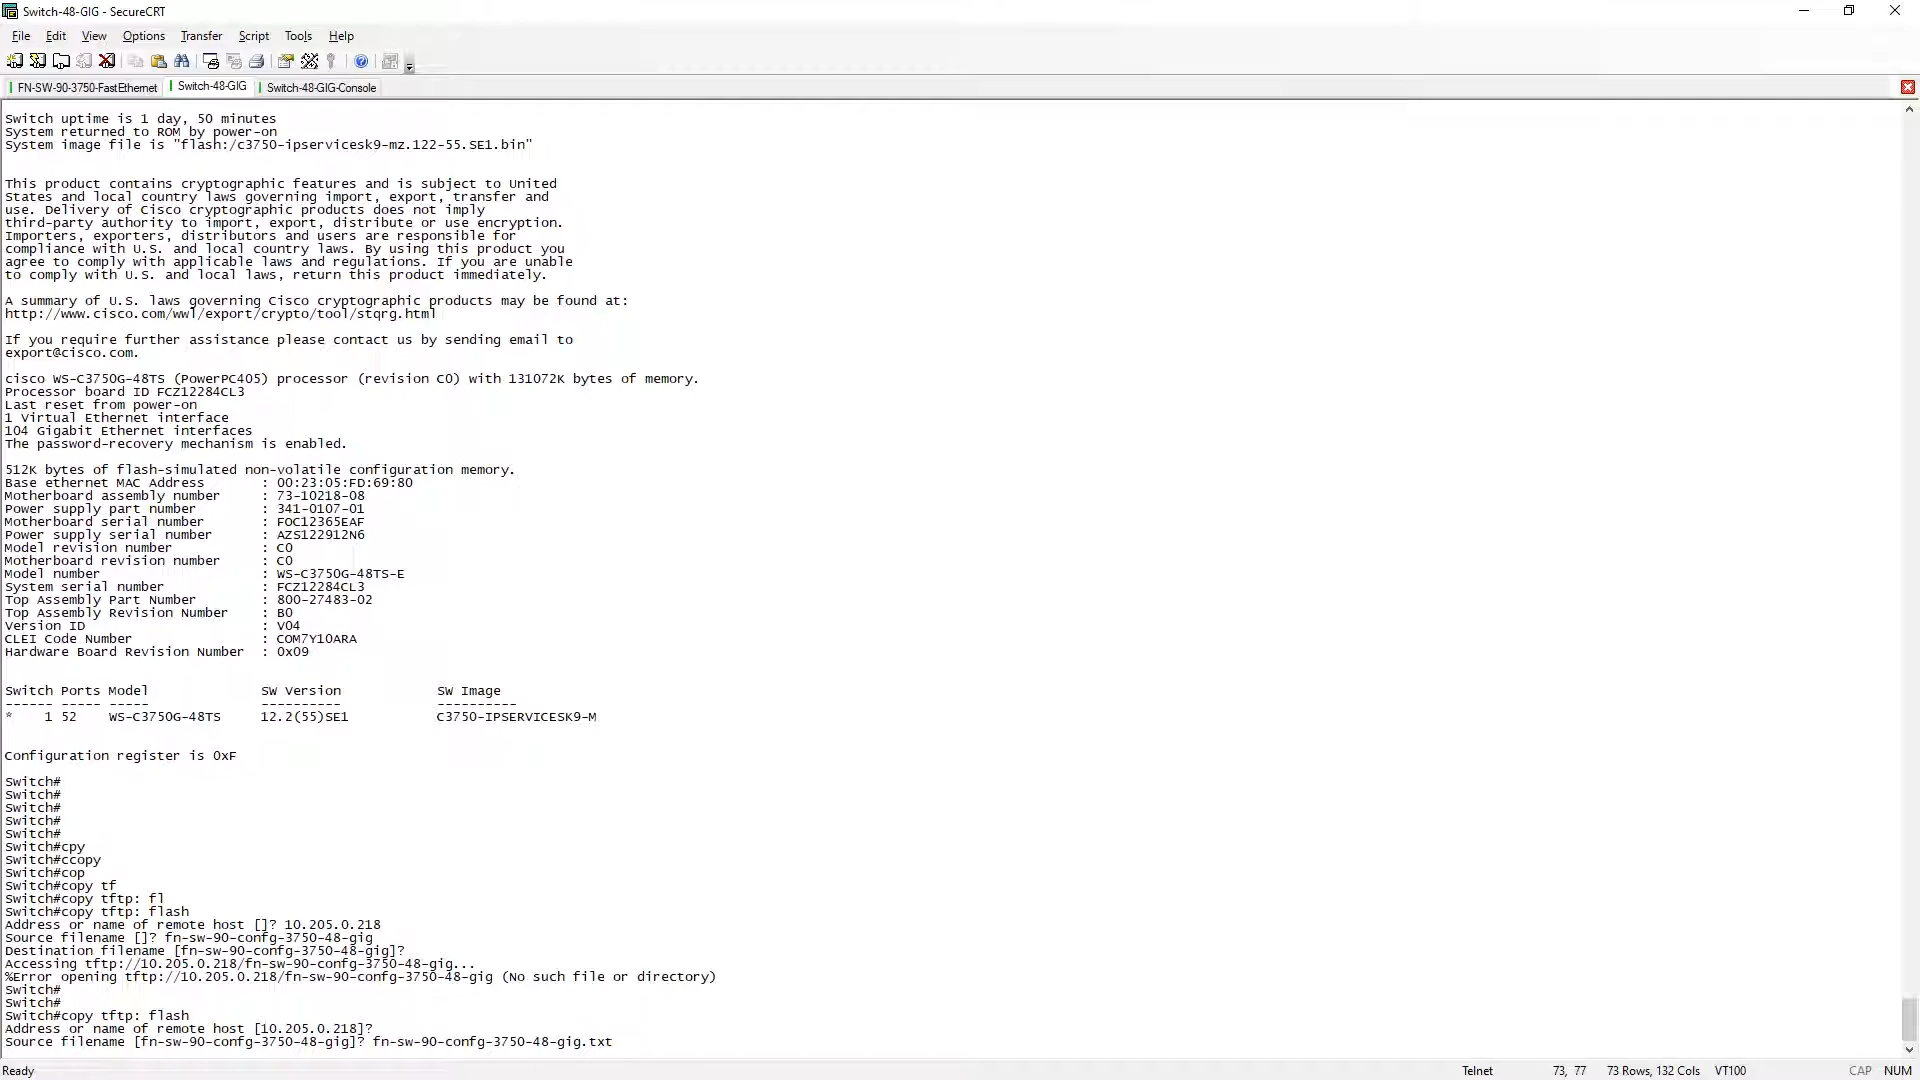 Switch-48-GIG - SecureCRT
File Edit View Options Transfer Script Tools Help
FN-SW-90-3750-FastEthernet Switch-48-GIG Switch-48-GIG-Console
Switch uptime is 1 day, 50 minutes
System returned to ROM by power-on
System image file is "flash:/c3750-ipservicesk9-mz.122-55.SE1.bin"
This product contains cryptographic features and is subject to United
States and local country laws governing import, export, transfer and
use. Delivery of Cisco cryptographic products does not imply
third-party authority to import, export, distribute or use encryption.
Importers, exporters, distributors and users are responsible for
compliance with U.S. and local country laws. By using this product you
agree to comply with applicable laws and regulations. If you are unable
to comply with U.S. and local laws, return this product immediately.
A summary of U.S. laws governing Cisco cryptographic products may be found at:
http://www.cisco.com/wwl/export/crypto/tool/stqrg.html
If you require further assistance please contact us by sending email to
export@cisco.com.
cisco WS-C3750G-48TS (PowerPC405) processor (revision C0) with 131072K bytes of memory.
Processor board ID FCZ12284CL3
Last reset from power-on
1 Virtual Ethernet interface
104 Gigabit Ethernet interfaces
The password-recovery mechanism is enabled.
512K bytes of flash-simulated non-volatile configuration memory.
Base ethernet MAC Address : 00:23:05:FD:69:80
Motherboard assembly number : 73-10218-08
Power supply part number : 341-0107-01
Motherboard serial number : FOC12365EAF
Power supply serial number : AZS122912N6
Model revision number : C0
Motherboard revision number : C0
Model number : WS-C3750G-48TS-E
System serial number : FCZ12284CL3
Top Assembly Part Number : 800-27483-02
Top Assembly Revision Number : B0
Version ID : V04
CLEI Code Number : COM7Y10ARA
Hardware Board Revision Number : 0x09
Switch Ports Model SW Version SW Image
------ ----- ----- ---------- ----------
* 1 52 WS-C3750G-48TS 12.2(55)SE1 C3750-IPSERVICESK9-M
Configuration register is 0xF
Switch#
Switch#
Switch#
Switch#
Switch#
Switch#cpy
Switch#ccopy
Switch#cop
Switch#copy tf
Switch#copy tftp: fl
Switch#copy tftp: flash
Address or name of remote host []? 10.205.0.218
Source filename []? fn-sw-90-confg-3750-48-gig
Destination filename [fn-sw-90-confg-3750-48-gig]?
Accessing tftp://10.205.0.218/fn-sw-90-confg-3750-48-gig...
%Error opening tftp://10.205.0.218/fn-sw-90-confg-3750-48-gig (No such file or directory)
Switch#
Switch#
Switch#copy tftp: flash
Address or name of remote host [10.205.0.218]?
Source filename [fn-sw-90-confg-3750-48-gig]? fn-sw-90-confg-3750-48-gig.txt
Ready Telnet 73, 77 73 Rows, 132 Cols VT100 CAP NUM